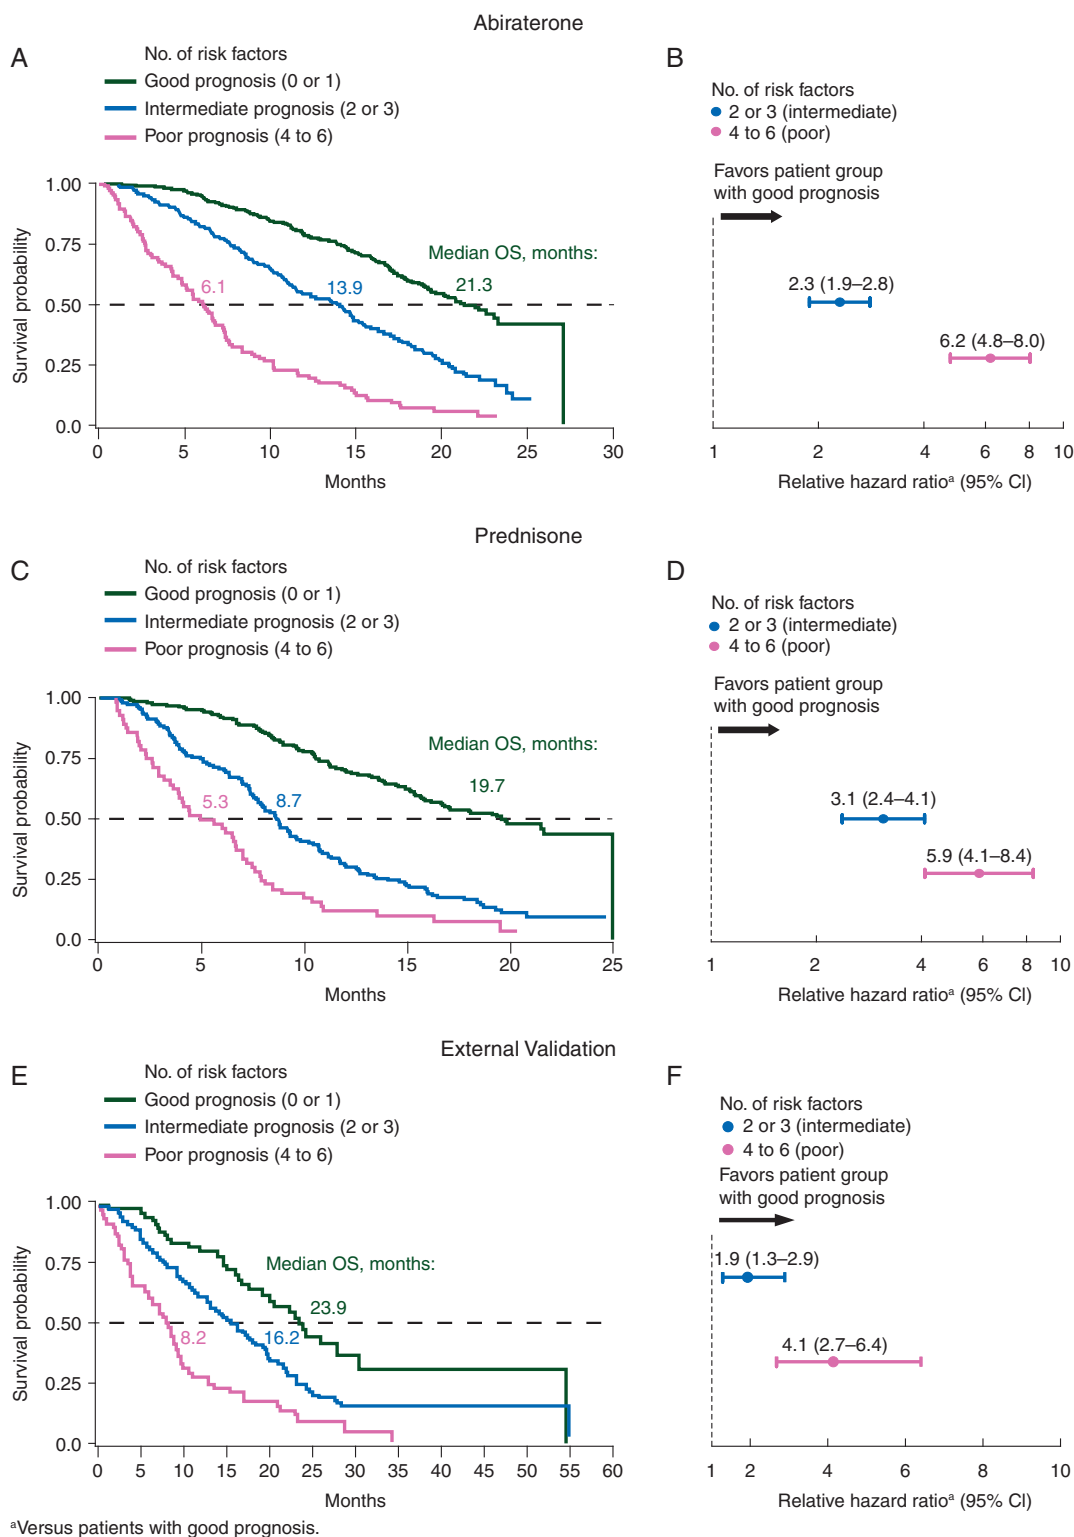 Abiraterone
A
No. of risk factors
Good prognosis (0 or 1)
Intermediate prognosis (2 or 3)
Poor prognosis (4 to 6)
1.00
0.75
0.50
0.25
0.0
Survival probability
Median OS, months:
6.1
13.9
21.3
0 5 10 15 20 25 30
Months
B
No. of risk factors
2 or 3 (intermediate)
4 to 6 (poor)
Favors patient group
with good prognosis
2.3 (1.9–2.8)
6.2 (4.8–8.0)
1 2 4 6 8 10
Relative hazard ratioᵃ (95% CI)
Prednisone
C
No. of risk factors
Good prognosis (0 or 1)
Intermediate prognosis (2 or 3)
Poor prognosis (4 to 6)
1.00
0.75
0.50
0.25
0.0
Survival probability
Median OS, months:
5.3
8.7
19.7
0 5 10 15 20 25
Months
D
No. of risk factors
2 or 3 (intermediate)
4 to 6 (poor)
Favors patient group
with good prognosis
3.1 (2.4–4.1)
5.9 (4.1–8.4)
1 2 4 6 8 10
Relative hazard ratioᵃ (95% CI)
External Validation
E
No. of risk factors
Good prognosis (0 or 1)
Intermediate prognosis (2 or 3)
Poor prognosis (4 to 6)
1.00
0.75
0.50
0.25
0.0
Survival probability
Median OS, months:
23.9
8.2
16.2
0 5 10 15 20 25 30 35 40 45 50 55 60
Months
F
No. of risk factors
2 or 3 (intermediate)
4 to 6 (poor)
Favors patient group
with good prognosis
1.9 (1.3–2.9)
4.1 (2.7–6.4)
1 2 4 6 10
Relative hazard ratioᵃ (95% CI)
ᵃVersus patients with good prognosis.